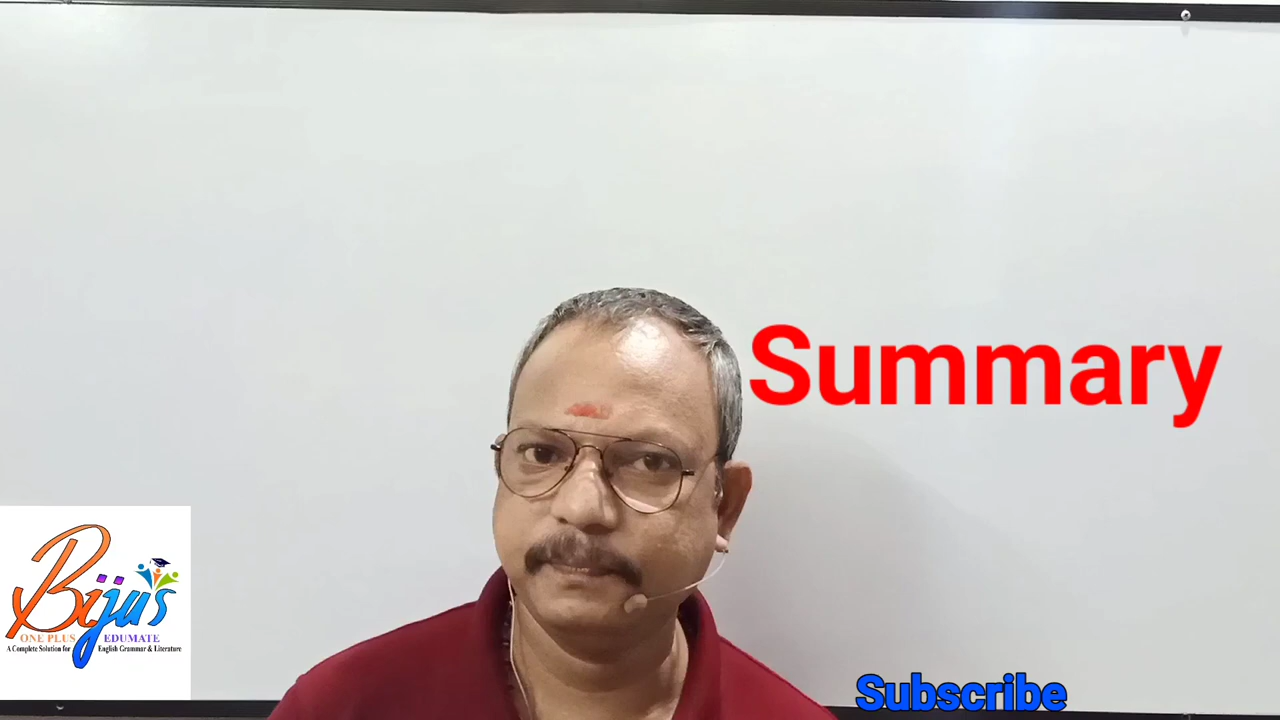 Summary
Bijus
ONE PLUS EDUMATE
A Complete Solution for English Grammar & Literature
Subscribe